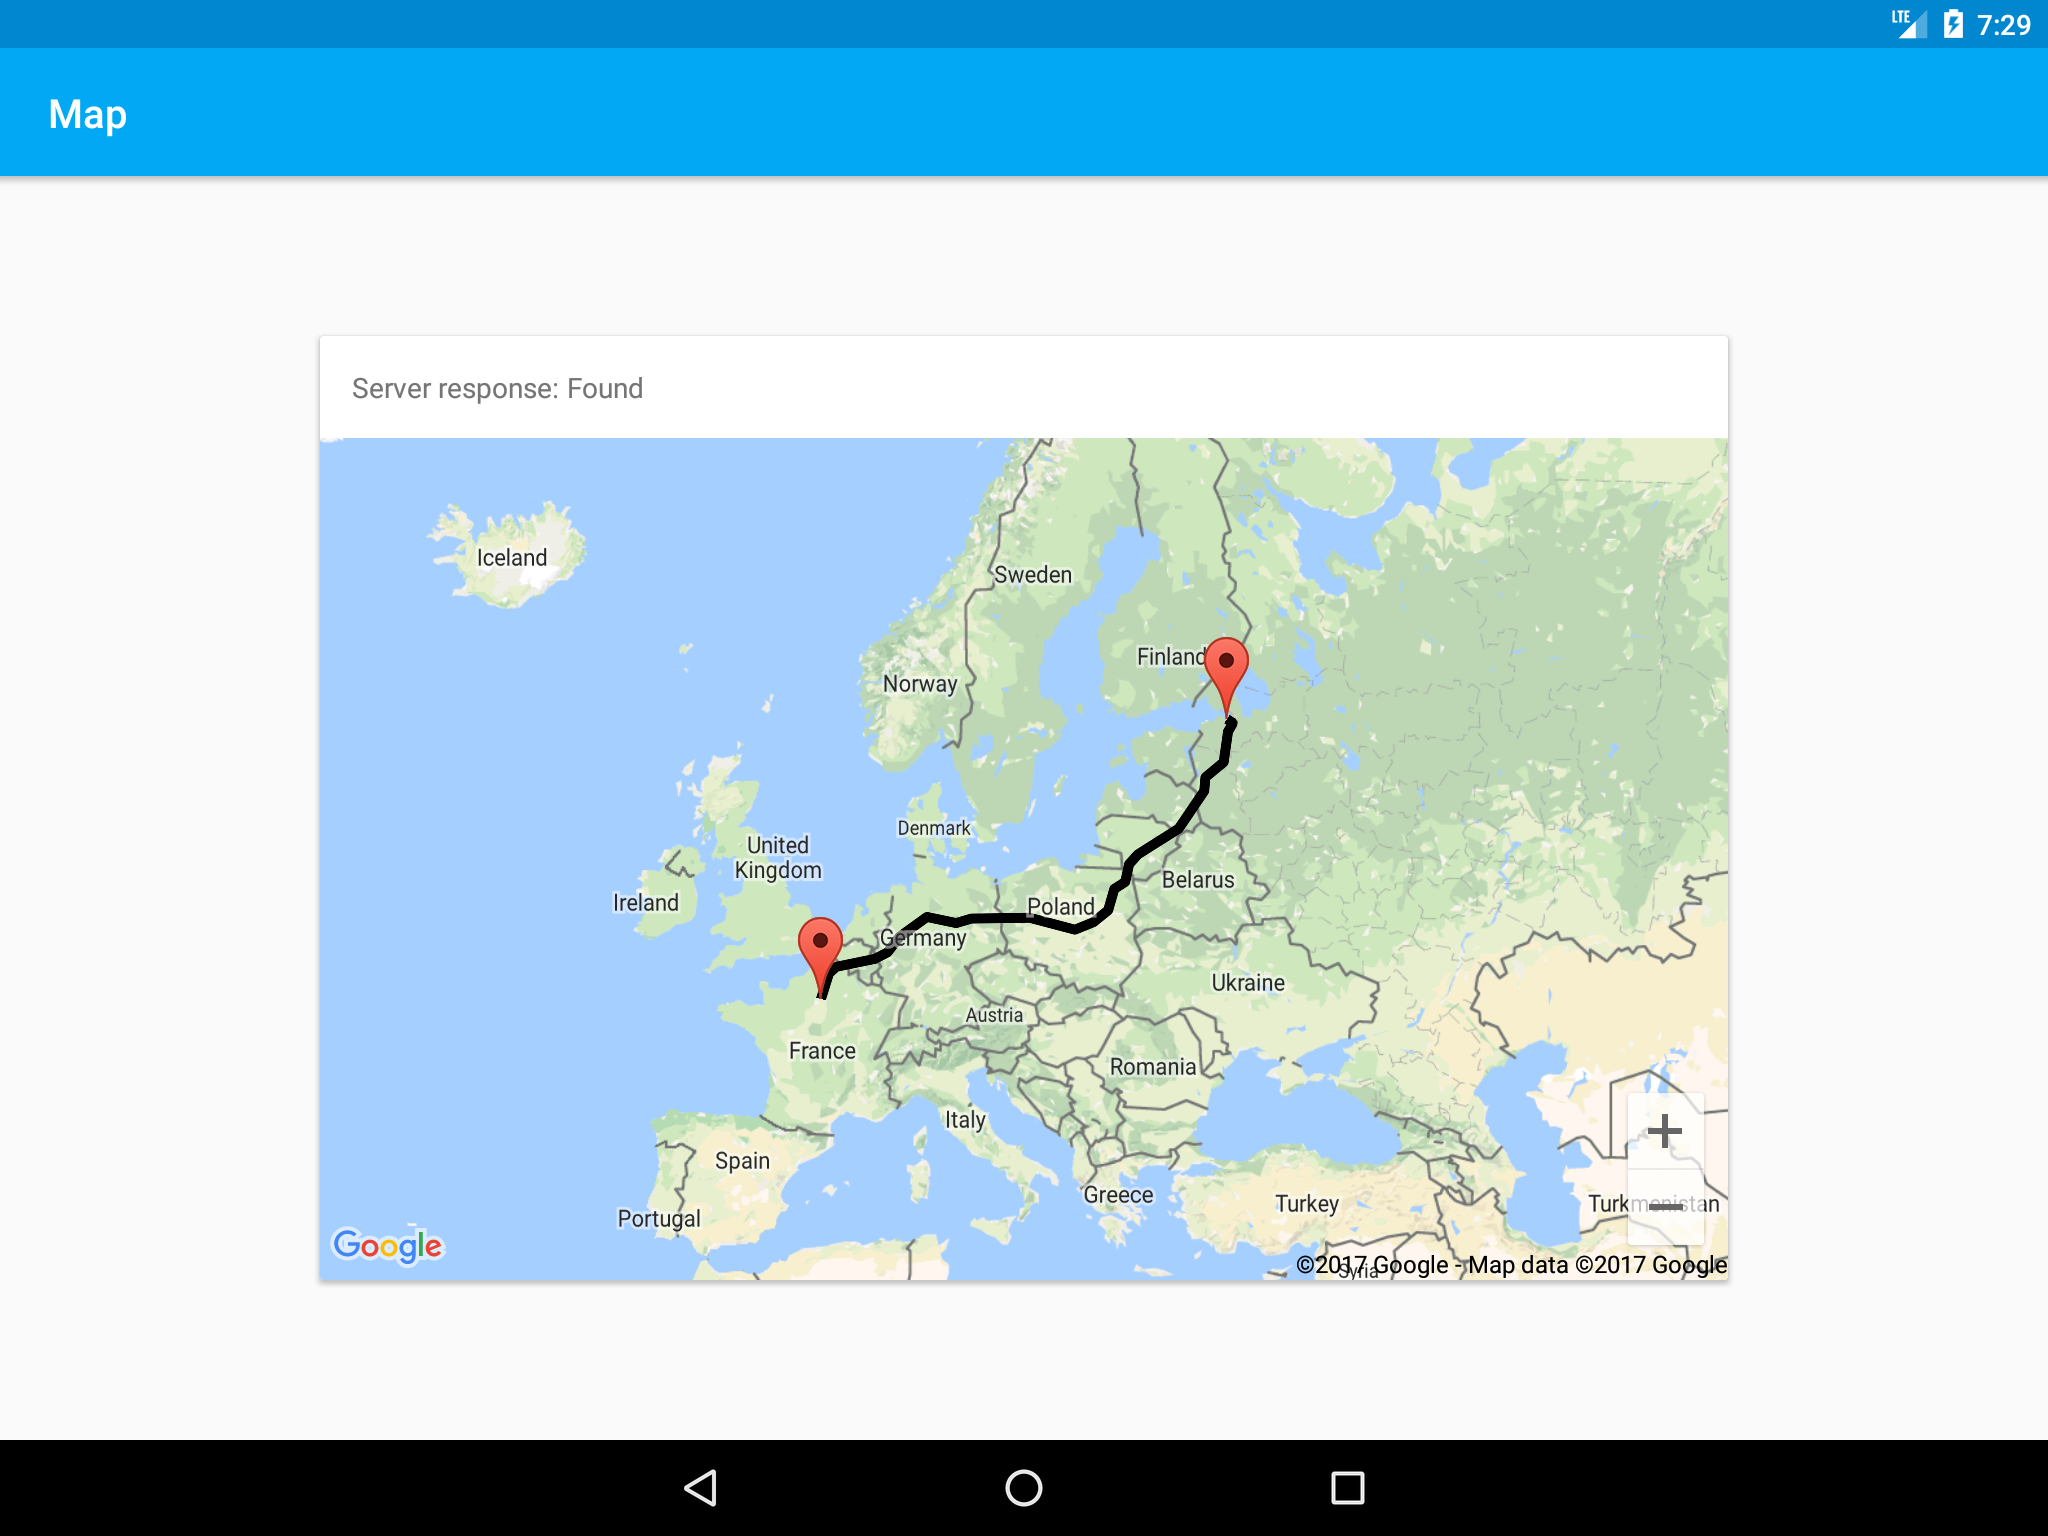 LTE 7:29
Map
Server response: Found
Iceland
Sweden
Finland
Norway
Denmark
United
Kingdom
Belarus
Ireland
Poland
Germany
Ukraine
Austria
France
Romania
Italy
Spain
Greece
Turkey
Turkmenistan
Portugal
Google
Syria
©2017 Google - Map data ©2017 Google